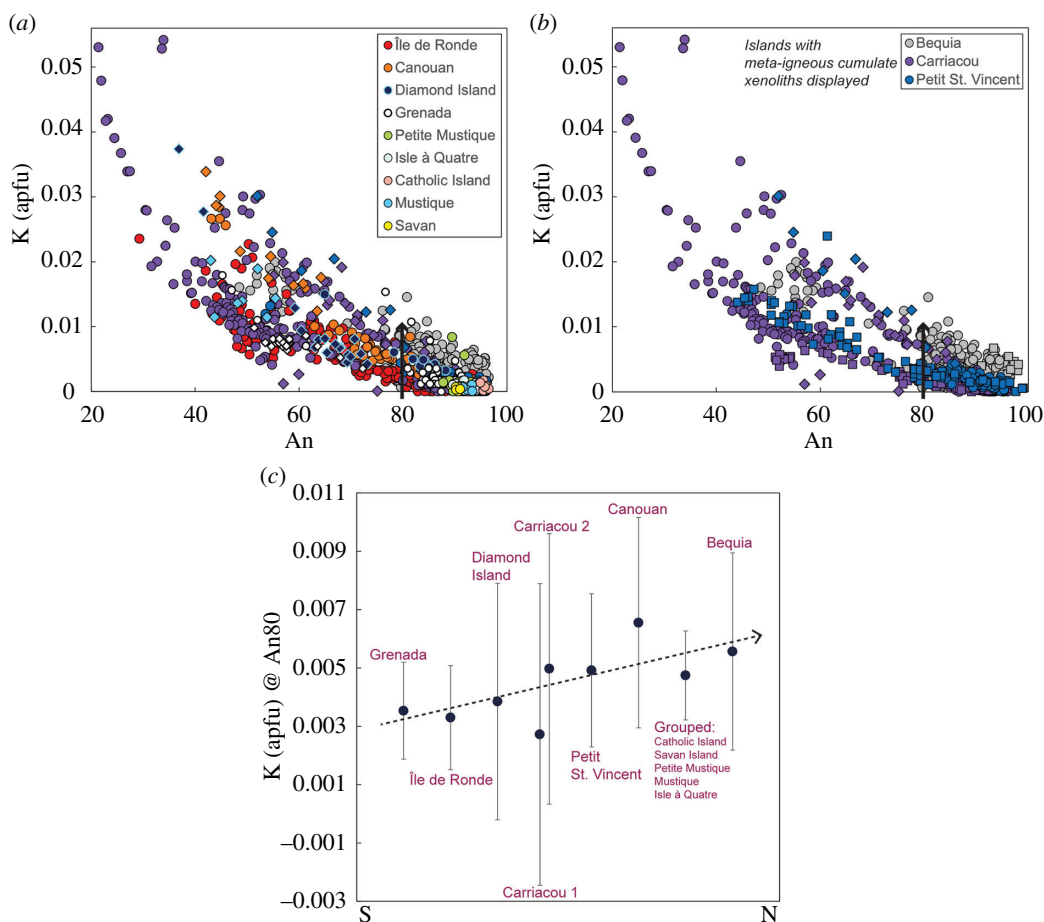 (a)
K (apfu)
0.05
0.04
0.03
0.02
0.01
0
20
40
60
80
100
An
Île de Ronde
Canouan
Diamond Island
Grenada
Petite Mustique
Isle à Quatre
Catholic Island
Mustique
Savan
(b)
Islands with
meta-igneous cumulate
xenoliths displayed
Bequia
Carriacou
Petit St. Vincent
K (apfu)
0.05
0.04
0.03
0.02
0.01
0
20
40
60
80
100
An
(c)
K (apfu) @ An80
0.011
0.009
0.007
0.005
0.003
0.001
–0.001
–0.003
Grenada
Île de Ronde
Diamond
Island
Carriacou 2
Carriacou 1
Petit
St. Vincent
Canouan
Grouped:
Catholic Island
Savan Island
Petite Mustique
Mustique
Isle à Quatre
Bequia
S
N